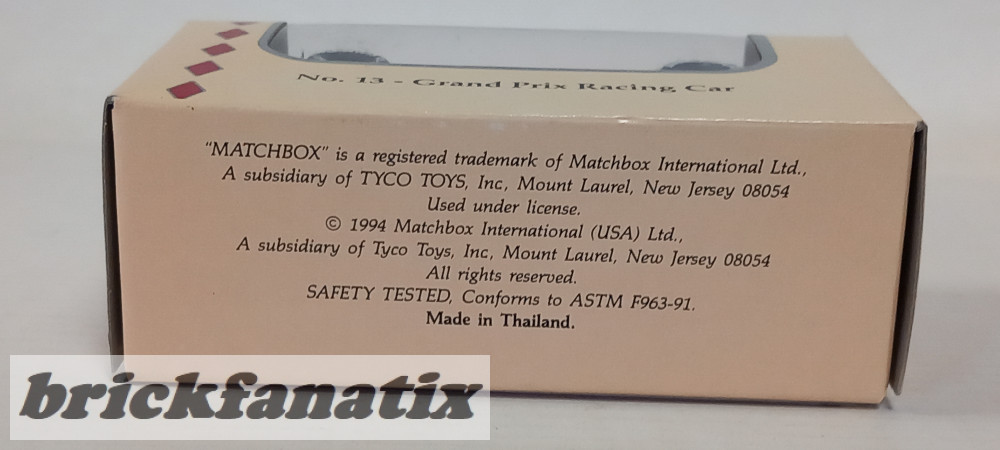 No. 13 - Grand Prix Racing Car
"MATCHBOX" is a registered trademark of Matchbox International Ltd.,
A subsidiary of TYCO TOYS, Inc, Mount Laurel, New Jersey 08054
Used under license.
© 1994 Matchbox International (USA) Ltd.,
A subsidiary of Tyco Toys, Inc, Mount Laurel, New Jersey 08054
All rights reserved.
SAFETY TESTED, Conforms to ASTM F963-91.
Made in Thailand.
brickfanatix